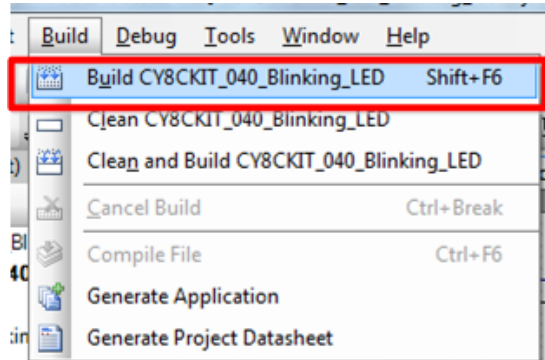 Build Debug Tools Window Help
Build CY8CKIT_040_Blinking_LED Shift+F6
Clean CY8CKIT_040_Blinking_LED
Clean and Build CY8CKIT_040_Blinking_LED
Cancel Build Ctrl+Break
Compile File Ctrl+F6
Generate Application
Generate Project Datasheet